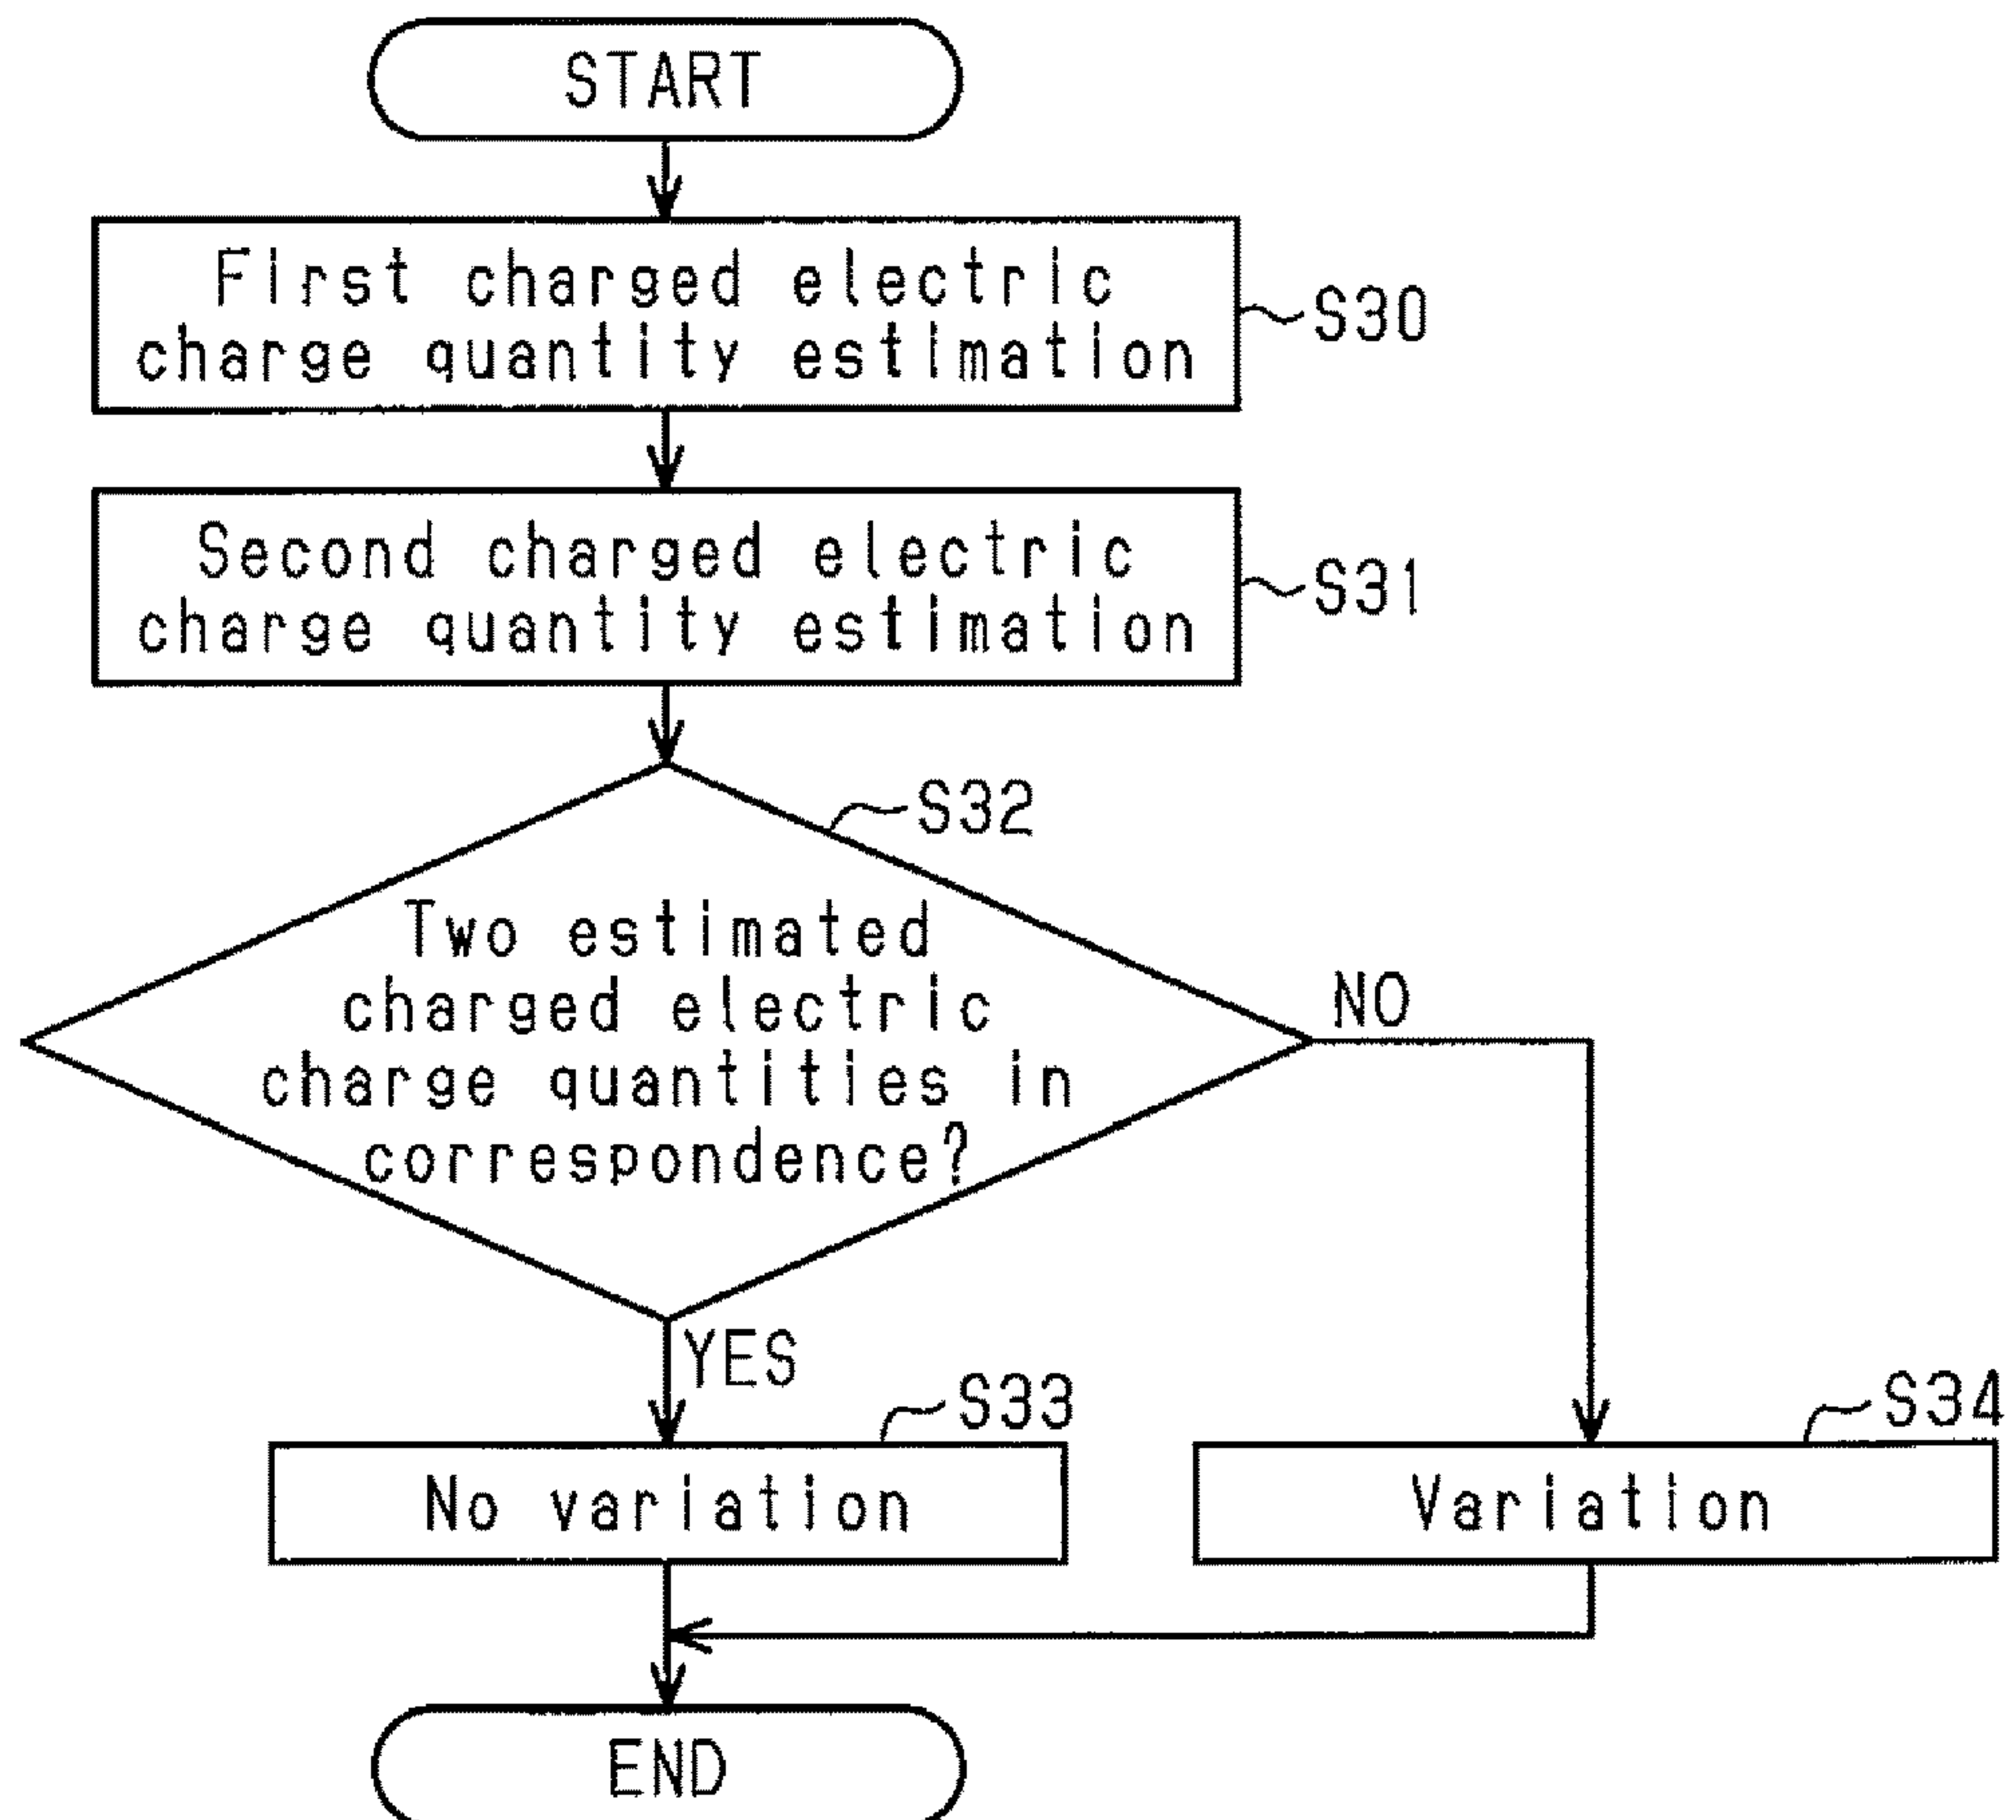 START
First charged electric
charge quantity estimation
S30
Second charged electric
charge quantity estimation
S31
S32
Two estimated
charged electric
charge quantities in
correspondence?
NO
YES
S33
No variation
S34
Variation
END